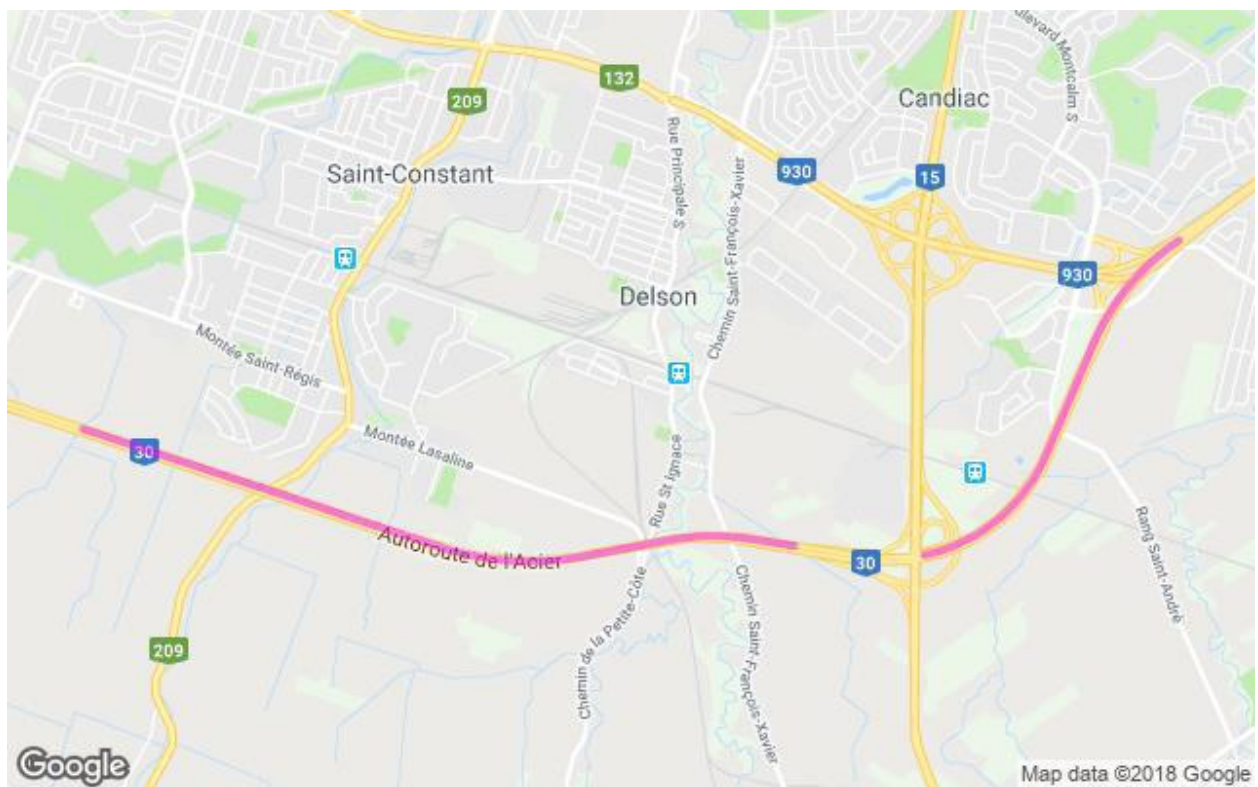 oulevard Montcalm S
132
209
Candiac
Rue Principale S
Saint-Constant
930
15
Chemin Saint-François-Xavier
930
Delson
Montée Saint-Régis
30
Montée Lasaline
Rue St Ignace
Autoroute de l'Acier
30
Rang Saint-André
Chemin de la Petite-Côte
Chemin Saint-François-Xavier
209
Google
Map data ©2018 Google